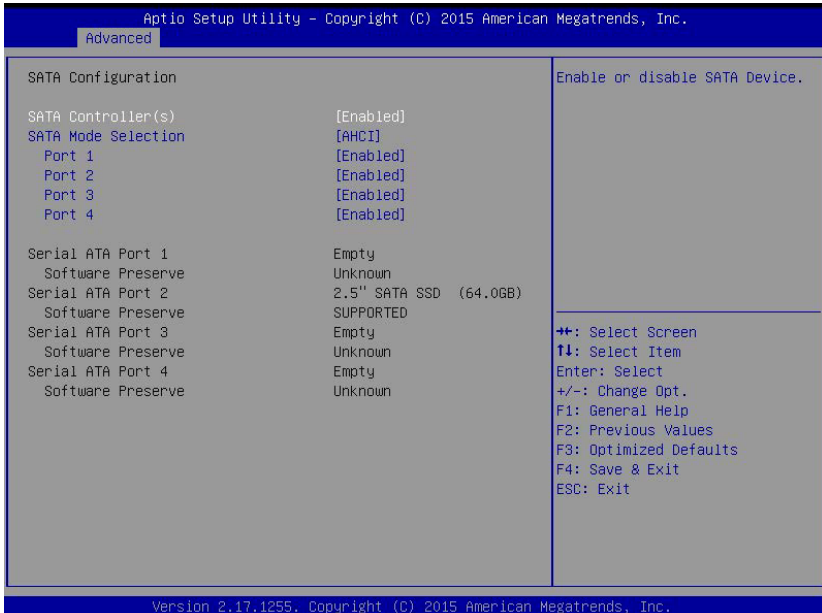 Aptio Setup Utility – Copyright (C) 2015 American Megatrends, Inc.
Advanced
SATA Configuration
SATA Controller(s) [Enabled]
SATA Mode Selection [AHCI]
Port 1 [Enabled]
Port 2 [Enabled]
Port 3 [Enabled]
Port 4 [Enabled]
Serial ATA Port 1 Empty
Software Preserve Unknown
Serial ATA Port 2 2.5" SATA SSD (64.0GB)
Software Preserve SUPPORTED
Serial ATA Port 3 Empty
Software Preserve Unknown
Serial ATA Port 4 Empty
Software Preserve Unknown
Enable or disable SATA Device.
→←: Select Screen
↑↓: Select Item
Enter: Select
+/-: Change Opt.
F1: General Help
F2: Previous Values
F3: Optimized Defaults
F4: Save & Exit
ESC: Exit
Version 2.17.1255. Copyright (C) 2015 American Megatrends, Inc.